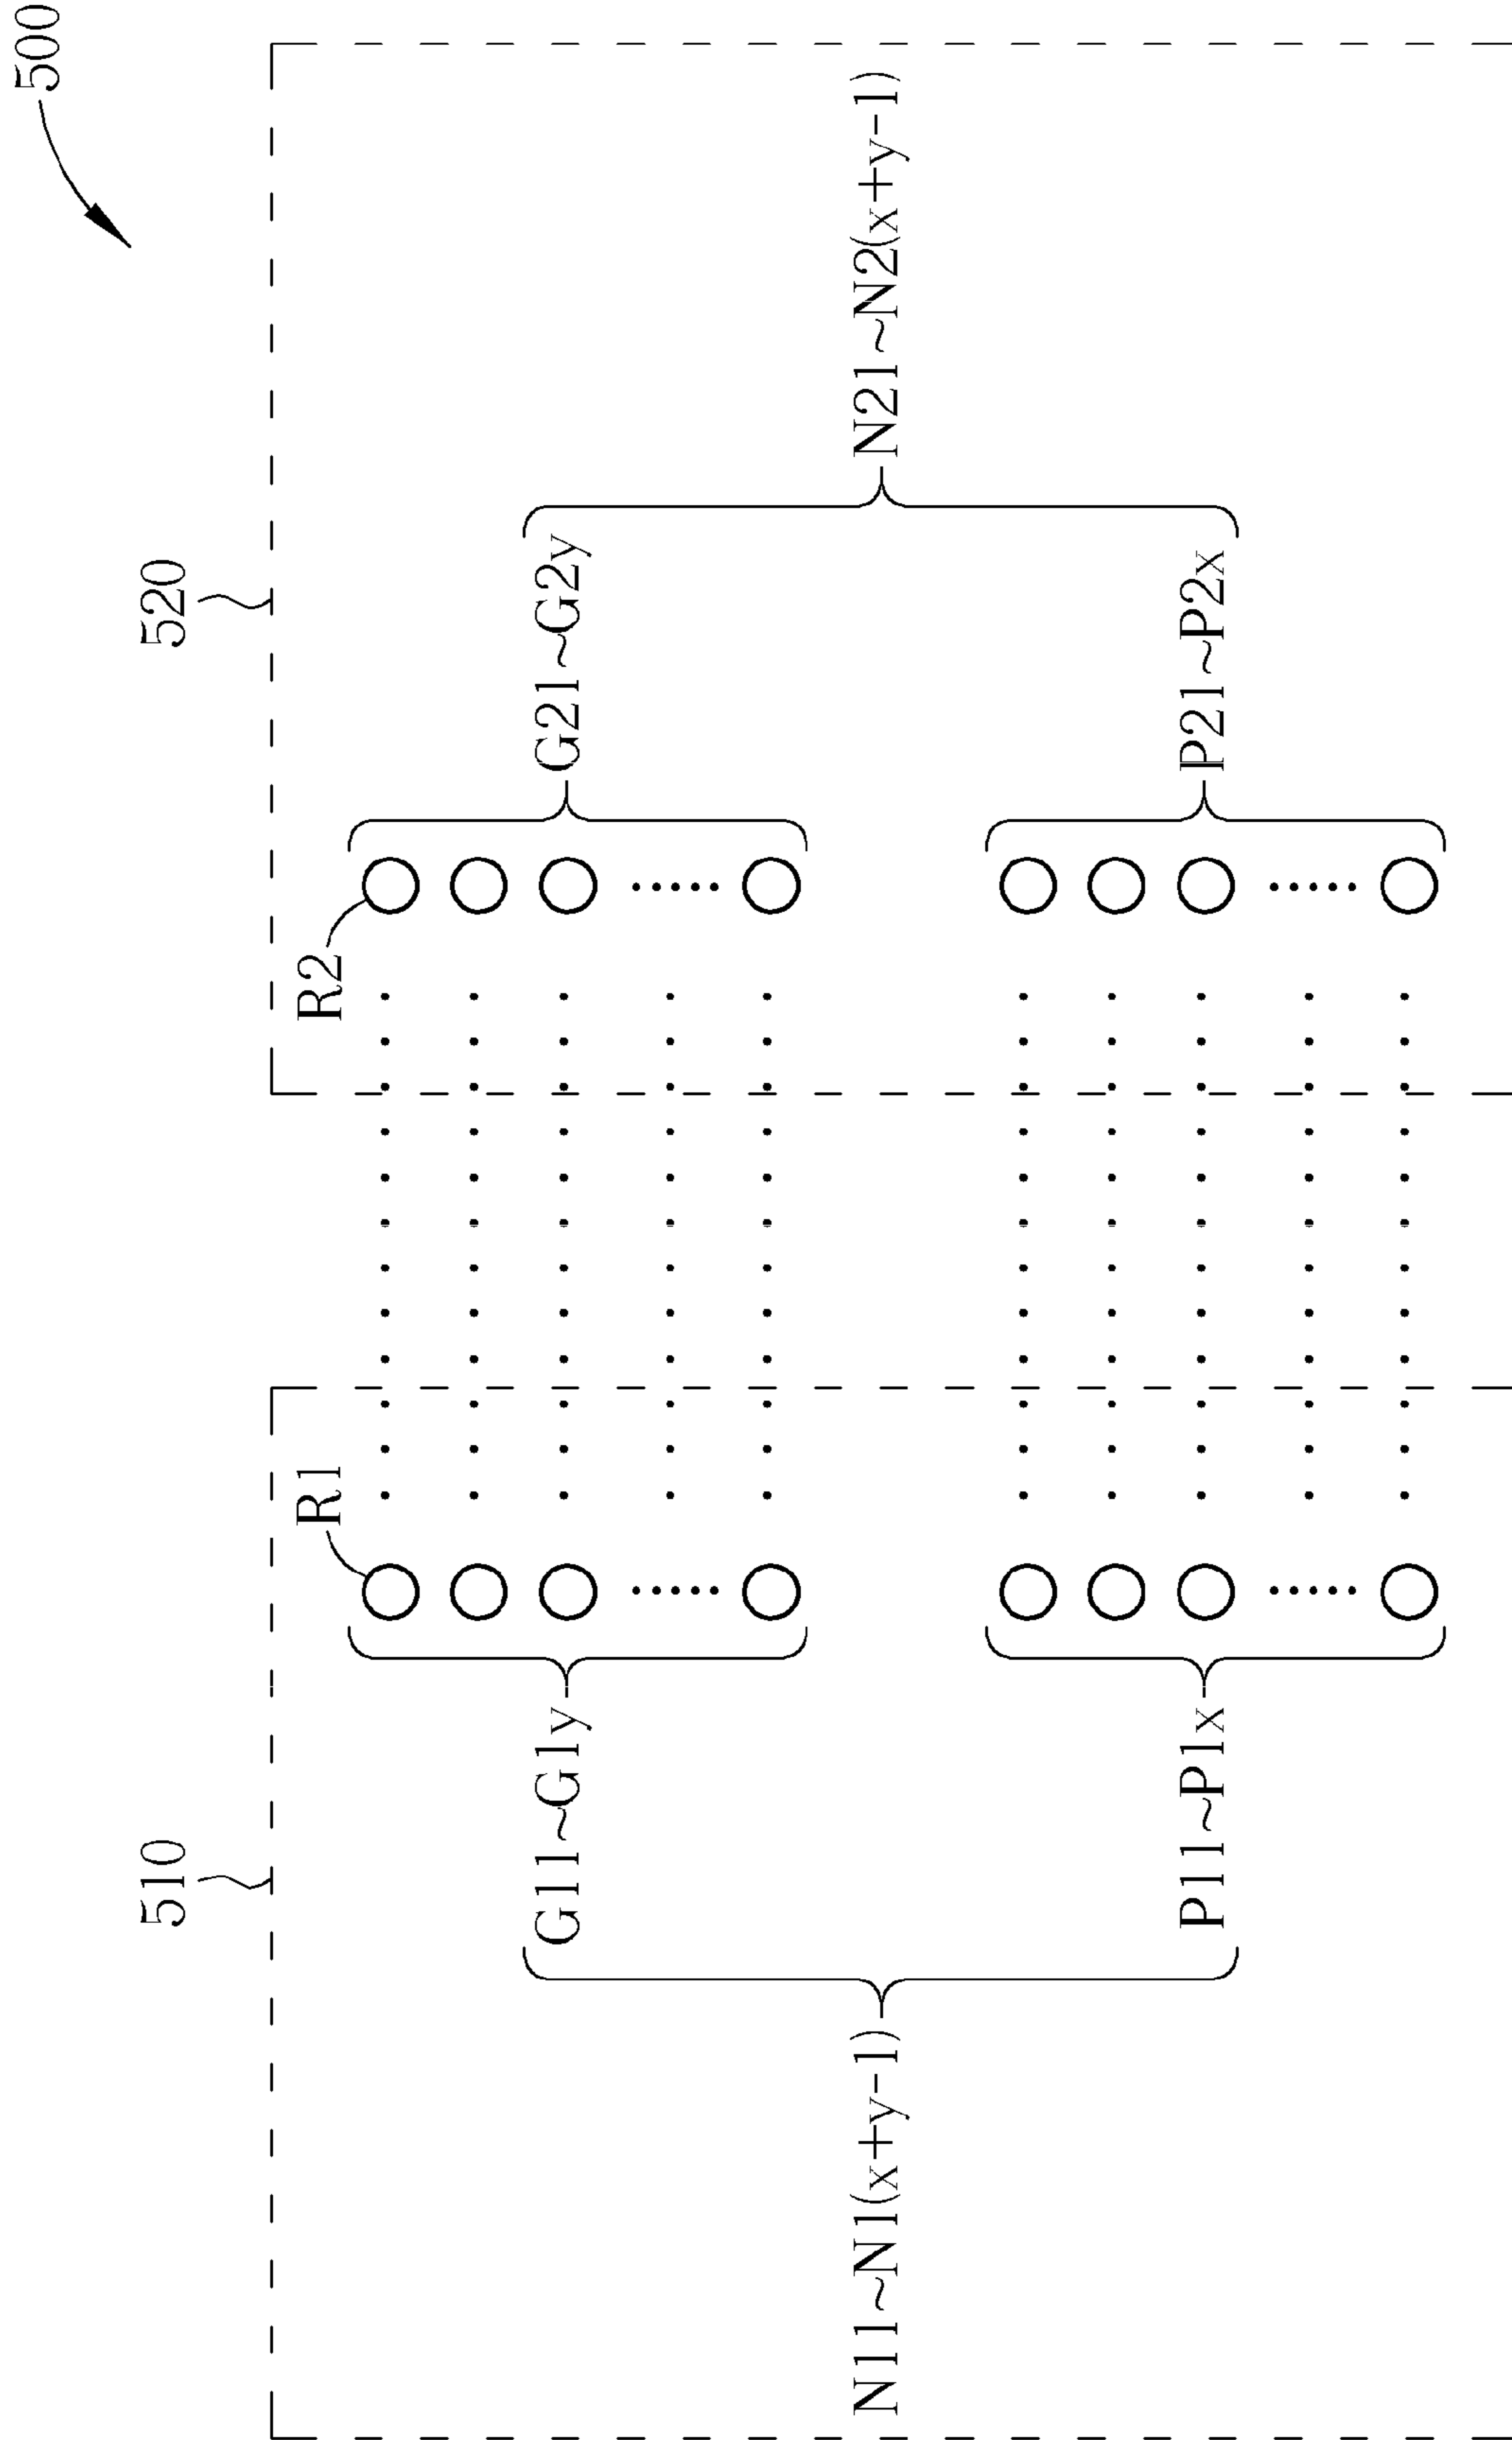 500
510
520
R1
R2
G11~G1y
G21~G2y
N11~N1(x+y-1)
N21~N2(x+y-1)
P11~P1x
P21~P2x